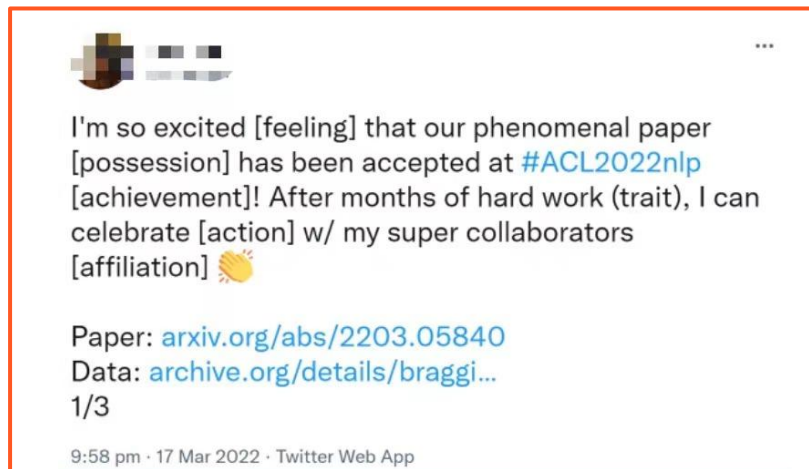 I'm so excited [feeling] that our phenomenal paper
[possession] has been accepted at #ACL2022nlp
[achievement]! After months of hard work (trait), I can
celebrate [action] w/ my super collaborators
[affiliation] 👏
Paper: arxiv.org/abs/2203.05840
Data: archive.org/details/braggi...
1/3
9:58 pm · 17 Mar 2022 · Twitter Web App